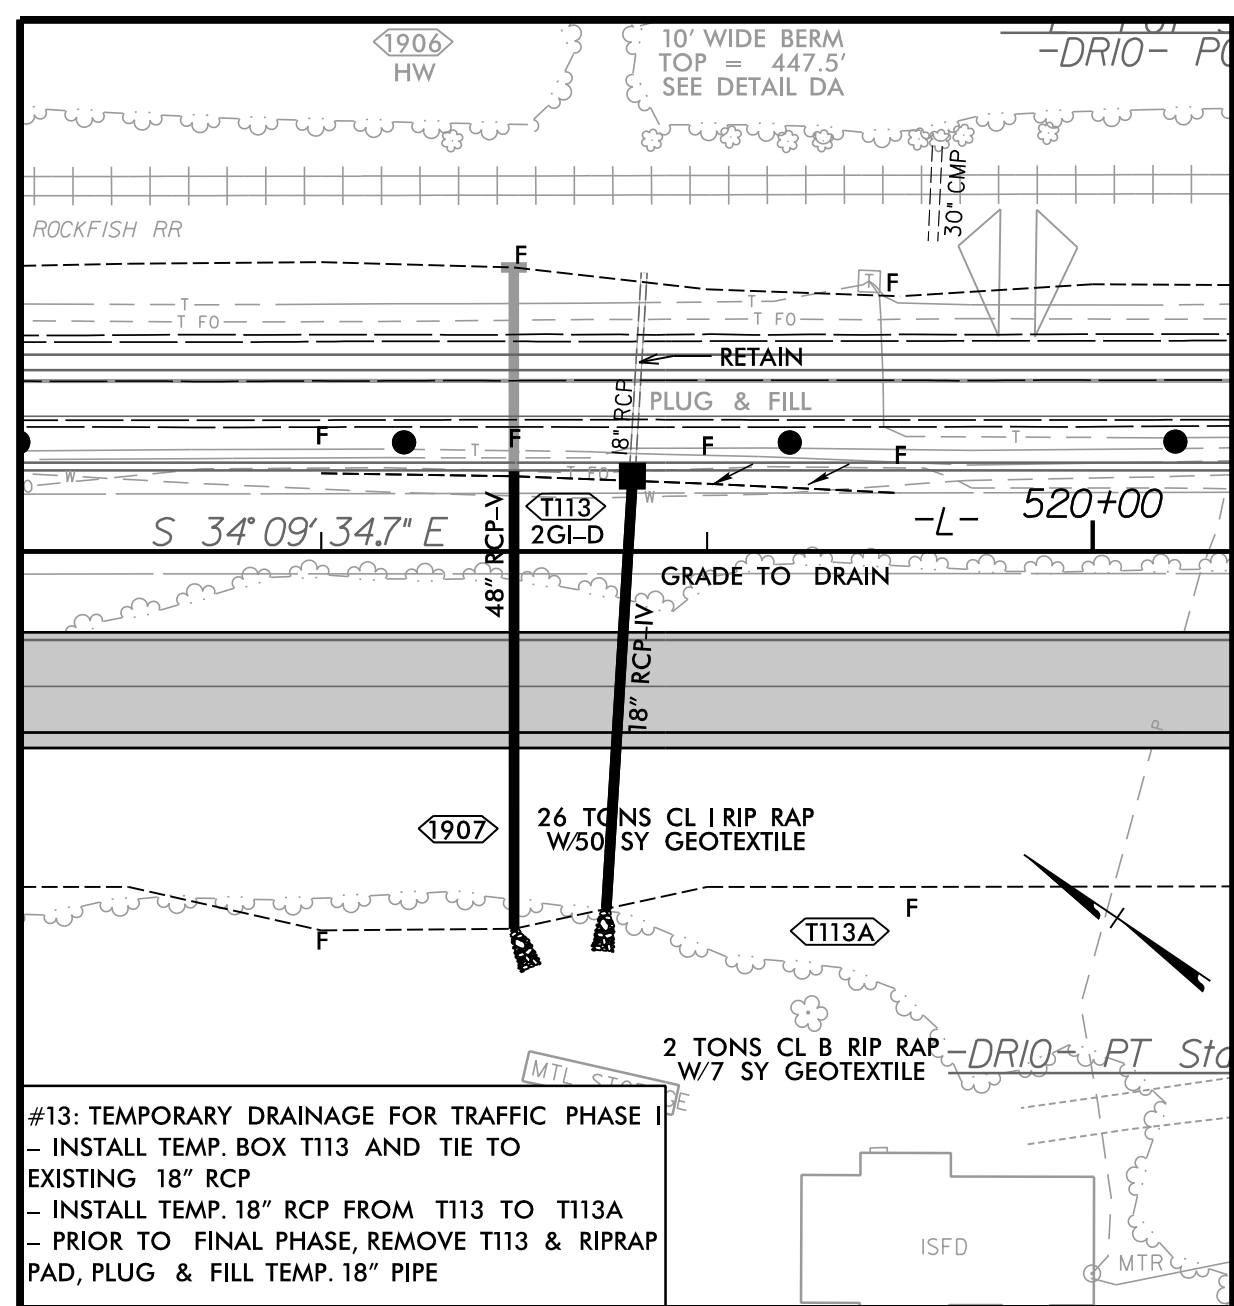 1906
HW
10' WIDE BERM
TOP = 447.5'
SEE DETAIL DA
-DRIO-
30" CMP
ROCKFISH RR
F
F
T
T
T
T FO
T FO
RETAIN
18" RCP
PLUG & FILL
F
F
F
F
T
T
W
T FO
W
T113
2GI-D
48" RCP-V
S 34° 09' 34.7" E
-L-
520+00
GRADE TO DRAIN
18" RCP-IV
P
1907
26 TONS CL I RIP RAP
W/50 SY GEOTEXTILE
F
F
T113A
2 TONS CL B RIP RAP
W/7 SY GEOTEXTILE
-DRIO- PT Sta
MTL STORAGE
#13: TEMPORARY DRAINAGE FOR TRAFFIC PHASE I
- INSTALL TEMP. BOX T113 AND TIE TO
EXISTING 18" RCP
- INSTALL TEMP. 18" RCP FROM T113 TO T113A
- PRIOR TO FINAL PHASE, REMOVE T113 & RIPRAP
PAD, PLUG & FILL TEMP. 18" PIPE
ISFD
MTR